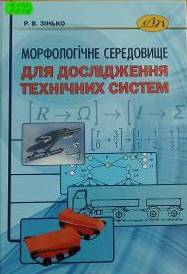 Р. В. ЗІНЬКО
МОРФОЛОГІЧНЕ СЕРЕДОВИЩЕ
ДЛЯ ДОСЛІДЖЕННЯ
ТЕХНІЧНИХ СИСТЕМ
[R → Ω] → [I → Σ